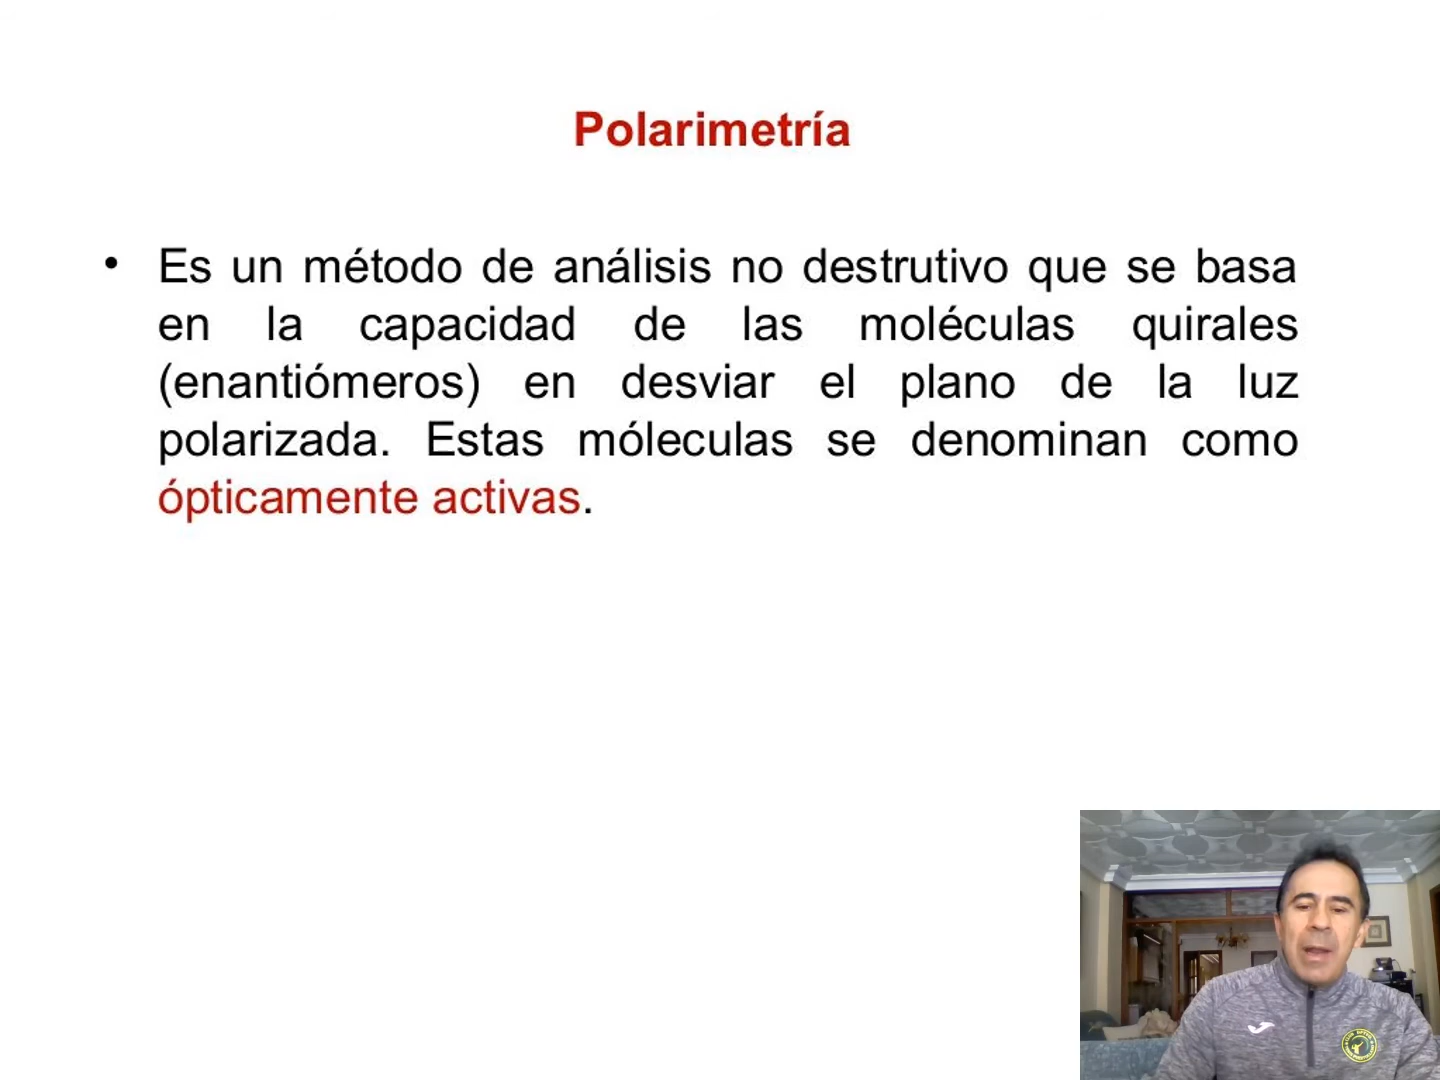 Polarimetría
• Es un método de análisis no destrutivo que se basa
en la capacidad de las moléculas quirales
(enantiómeros) en desviar el plano de la luz
polarizada. Estas móleculas se denominan como
ópticamente activas.